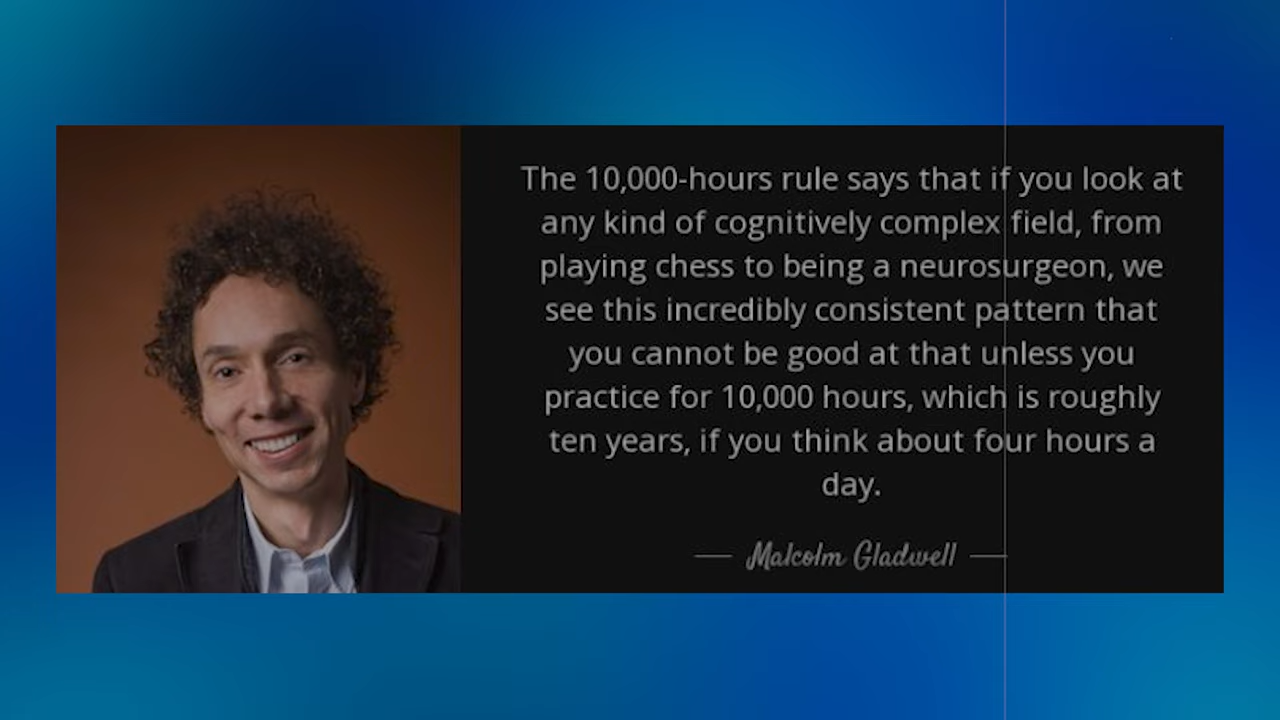 The 10,000-hours rule says that if you look at
any kind of cognitively complex field, from
playing chess to being a neurosurgeon, we
see this incredibly consistent pattern that
you cannot be good at that unless you
practice for 10,000 hours, which is roughly
ten years, if you think about four hours a
day.
Malcolm Gladwell